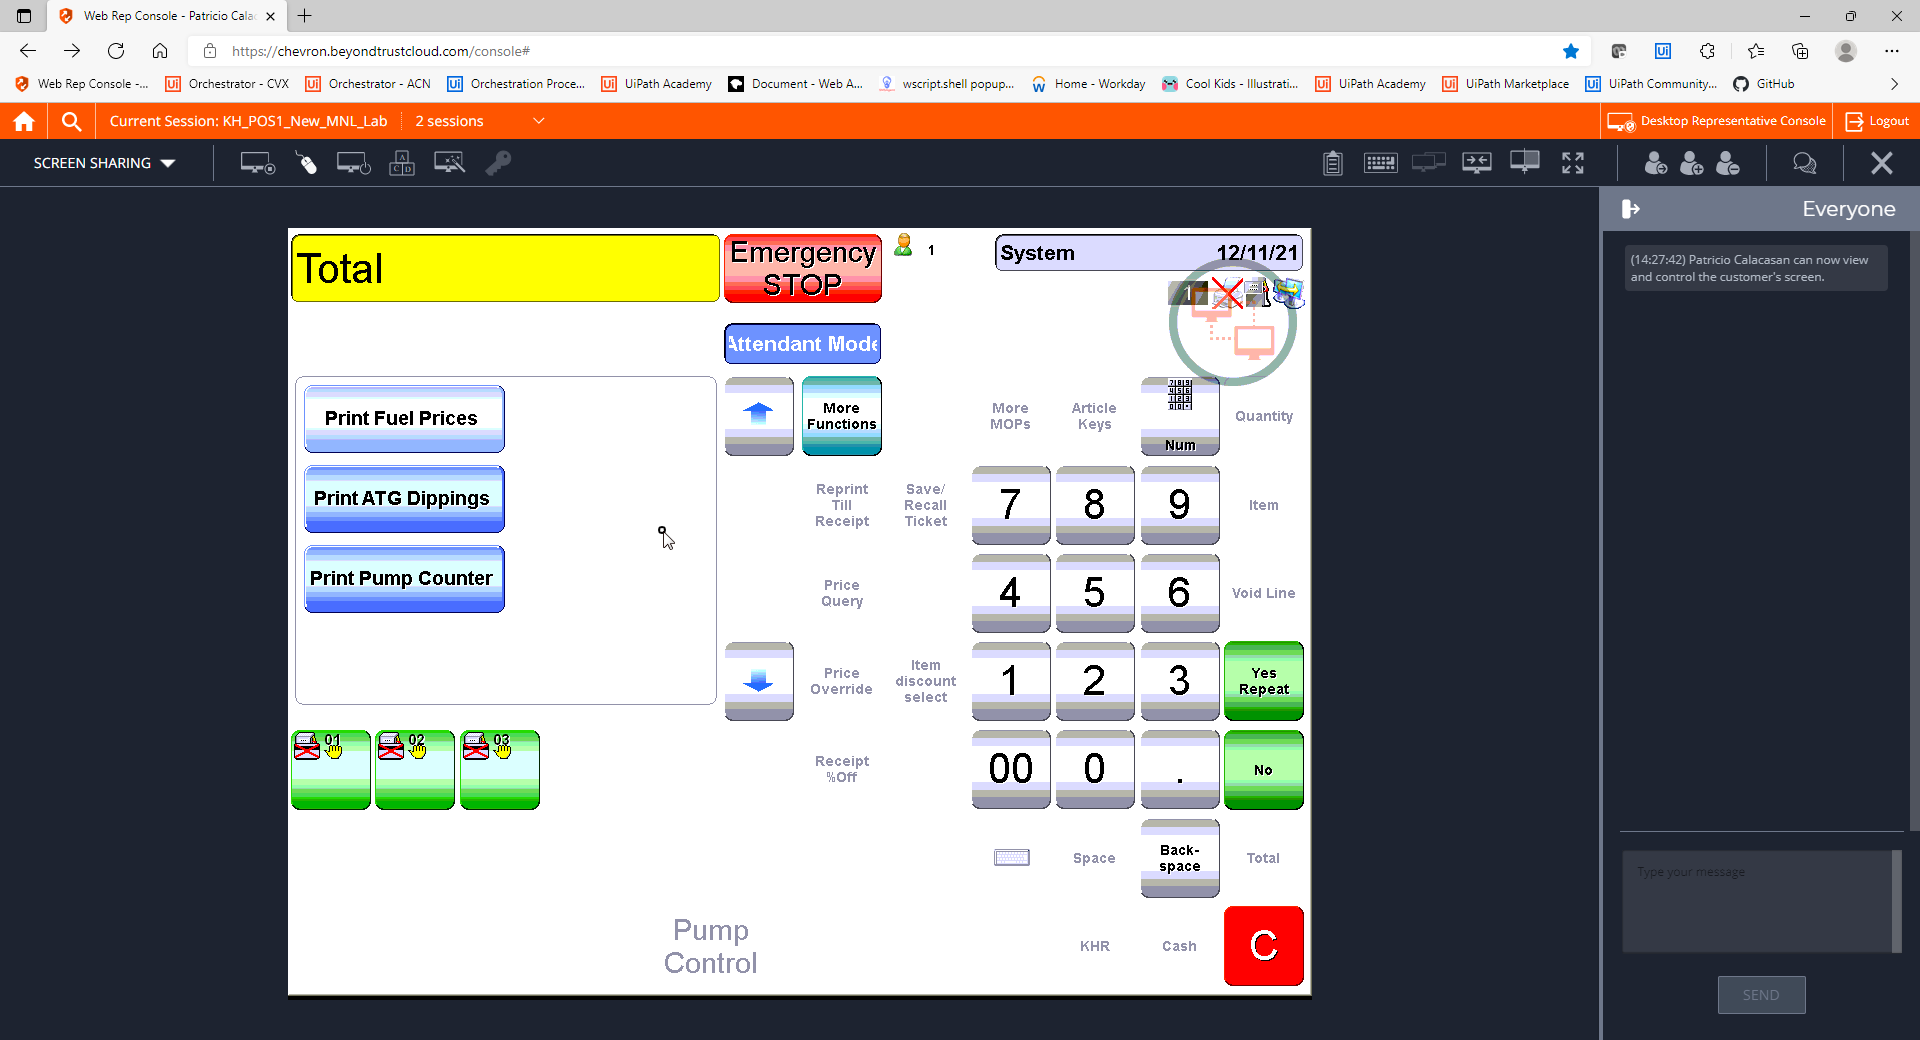 Web Rep Console - Patricio Cala
https://chevron.beyondtrustcloud.com/console#
Web Rep Console -...
Orchestrator - CVX
Orchestrator - ACN
Orchestration Proce...
UiPath Academy
Document - Web A...
wscript.shell popup...
Home - Workday
Cool Kids - Illustrati...
UiPath Academy
UiPath Marketplace
UiPath Community...
GitHub
Current Session: KH_POS1_New_MNL_Lab
2 sessions
Desktop Representative Console
Logout
SCREEN SHARING
Everyone
(14:27:42) Patricio Calacasan can now view
and control the customer's screen.
Total
Emergency
STOP
1
System 12/11/21
1
Attendant Mode
Print Fuel Prices
Print ATG Dippings
Print Pump Counter
More
Functions
More
MOPs
Article
Keys
Num
Quantity
Reprint
Till
Receipt
Save/
Recall
Ticket
7
8
9
Item
Price
Query
4
5
6
Void Line
Price
Override
Item
discount
select
1
2
3
Yes
Repeat
01
02
03
Receipt
%Off
00
0
.
No
Space
Back-
space
Total
Pump
Control
KHR
Cash
C
Type your message
SEND